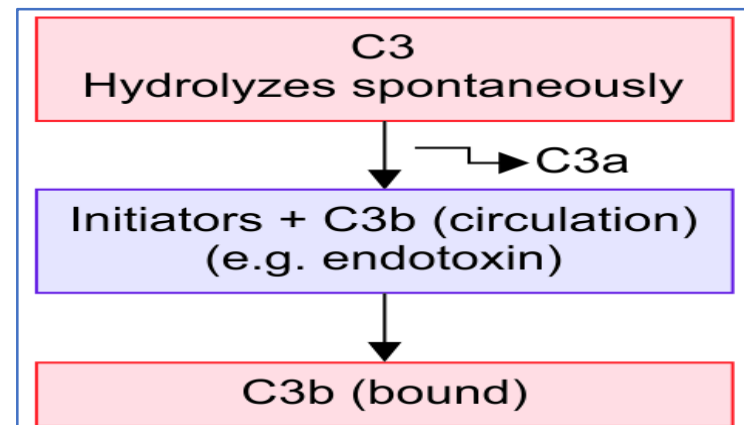 C3
Hydrolyzes spontaneously
C3a
Initiators + C3b (circulation)
(e.g. endotoxin)
C3b (bound)